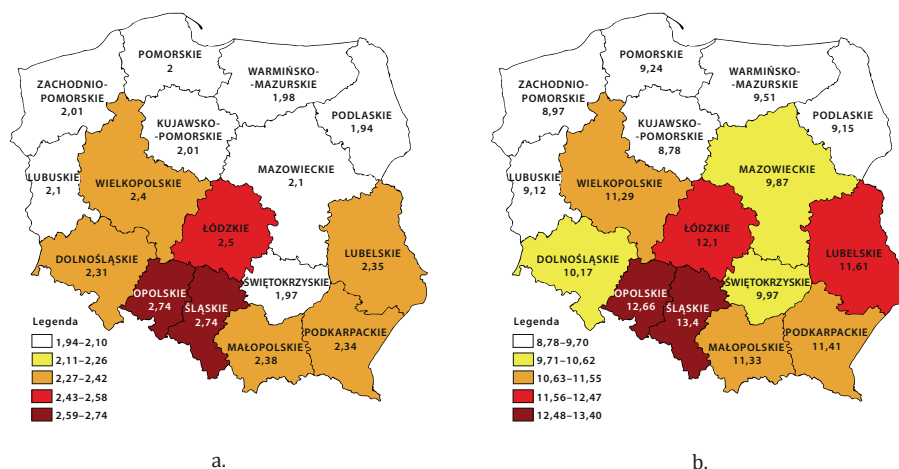 POMORSKIE
2
ZACHODNIO-
-POMORSKIE
2,01
WARMIŃSKO-
-MAZURSKIE
1,98
PODLASKIE
1,94
KUJAWSKO-
-POMORSKIE
2,01
MAZOWIECKIE
2,1
LUBUSKIE
2,1
WIELKOPOLSKIE
2,4
ŁÓDZKIE
2,5
LUBELSKIE
2,35
DOLNOŚLĄSKIE
2,31
OPOLSKIE
2,74
ŚLĄSKIE
2,74
ŚWIĘTOKRZYSKIE
1,97
MAŁOPOLSKIE
2,38
PODKARPACKIE
2,34
Legenda
1,94–2,10
2,11–2,26
2,27–2,42
2,43–2,58
2,59–2,74
a.
POMORSKIE
9,24
ZACHODNIO-
-POMORSKIE
8,97
WARMIŃSKO-
-MAZURSKIE
9,51
PODLASKIE
9,15
KUJAWSKO-
-POMORSKIE
8,78
MAZOWIECKIE
9,87
LUBUSKIE
9,12
WIELKOPOLSKIE
11,29
ŁÓDZKIE
12,1
LUBELSKIE
11,61
DOLNOŚLĄSKIE
10,17
OPOLSKIE
12,66
ŚLĄSKIE
13,4
ŚWIĘTOKRZYSKIE
9,97
MAŁOPOLSKIE
11,33
PODKARPACKIE
11,41
Legenda
8,78–9,70
9,71–10,62
10,63–11,55
11,56–12,47
12,48–13,40
b.